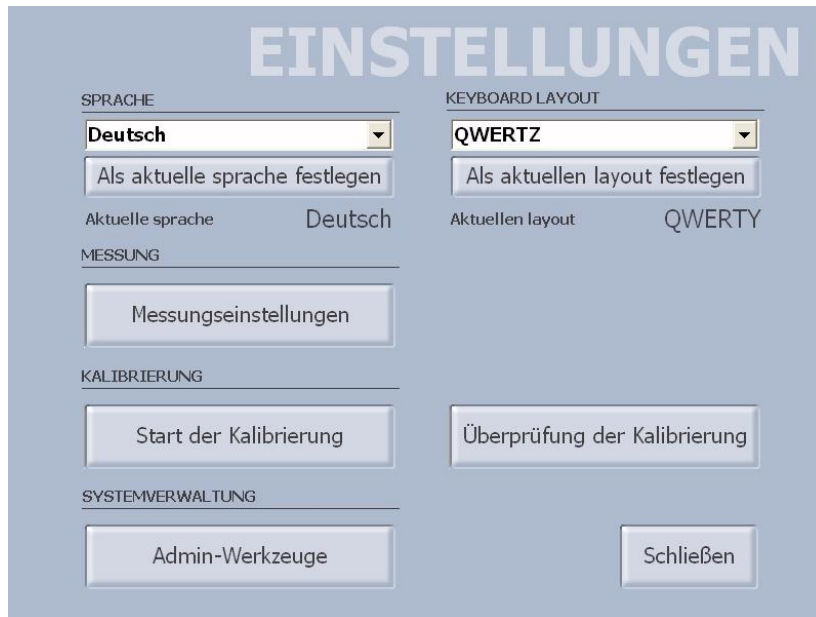 EINSTELLUNGEN
SPRACHE
Deutsch
Als aktuelle sprache festlegen
Aktuelle sprache Deutsch
KEYBOARD LAYOUT
QWERTZ
Als aktuellen layout festlegen
Aktuellen layout QWERTY
MESSUNG
Messungseinstellungen
KALIBRIERUNG
Start der Kalibrierung
Überprüfung der Kalibrierung
SYSTEMVERWALTUNG
Admin-Werkzeuge
Schließen